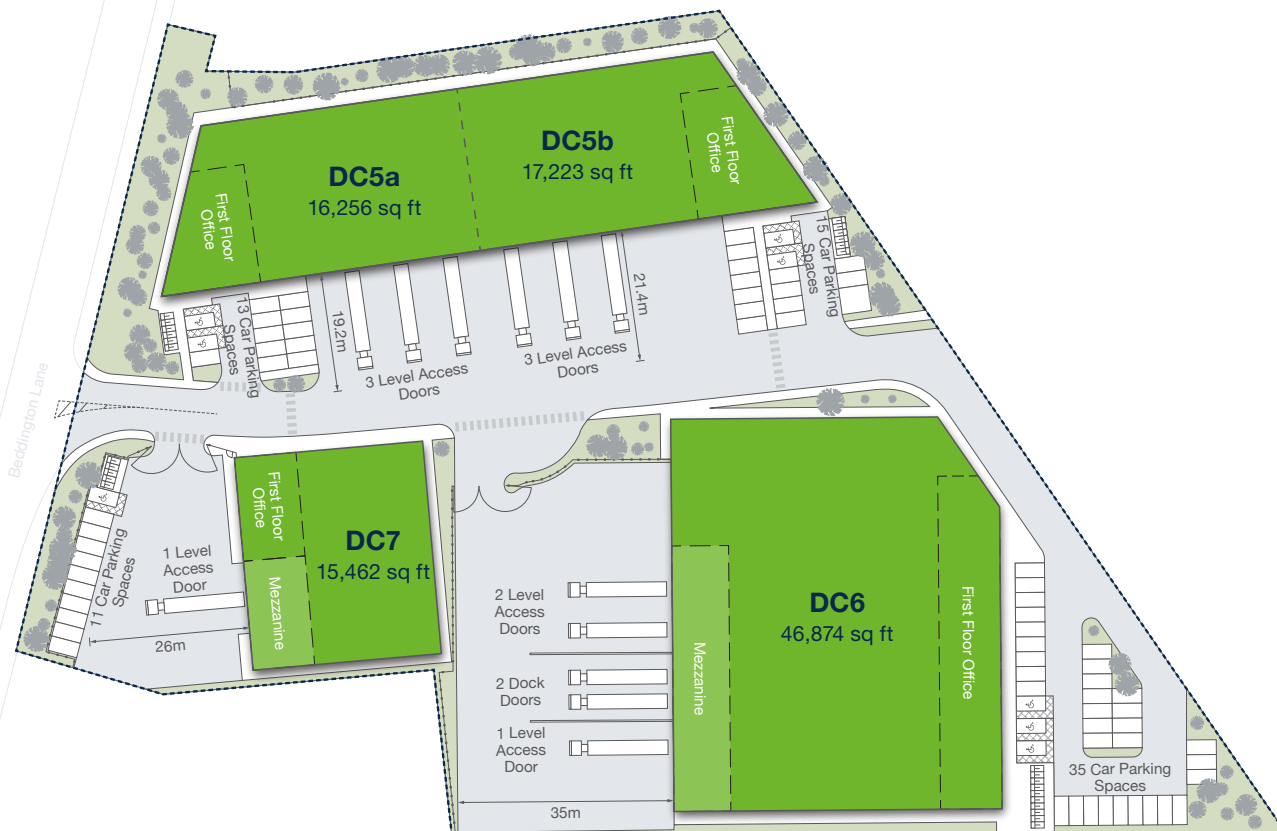 DC5a
16,256 sq ft
DC5b
17,223 sq ft
First Floor
Office
First Floor
Office
13 Car Parking
Spaces
19.2m
3 Level Access
Doors
21.4m
3 Level Access
Doors
15 Car Parking
Spaces
Beddington Lane
11 Car Parking
Spaces
1 Level
Access
Door
26m
First Floor
Office
Mezzanine
DC7
15,462 sq ft
2 Level
Access
Doors
2 Dock
Doors
1 Level
Access
Door
35m
Mezzanine
DC6
46,874 sq ft
First Floor Office
35 Car Parking
Spaces